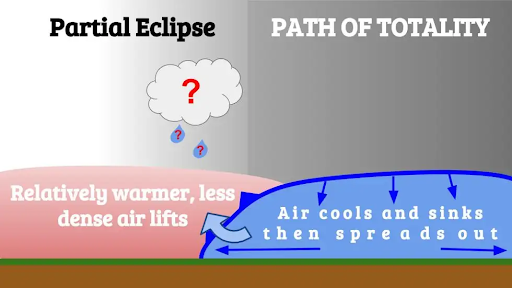 Partial Eclipse
PATH OF TOTALITY
?
?
?
Relatively warmer, less
dense air lifts
Air cools and sinks
then spreads out